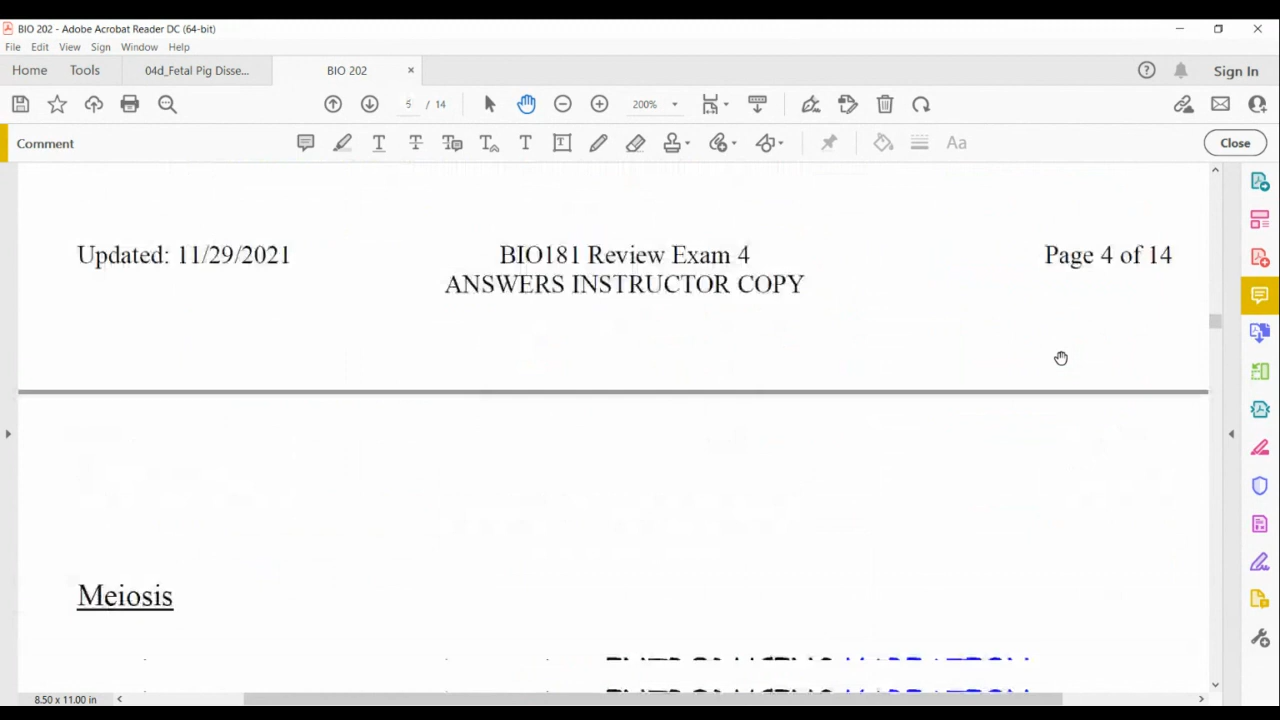 BIO 202 - Adobe Acrobat Reader DC (64-bit)
File Edit View Sign Window Help
Home Tools 04d_Fetal Pig Disse... BIO 202 × Sign In
5 / 14 200%
Comment Close
Updated: 11/29/2021 BIO181 Review Exam 4 Page 4 of 14
ANSWERS INSTRUCTOR COPY
Meiosis
8.50 x 11.00 in